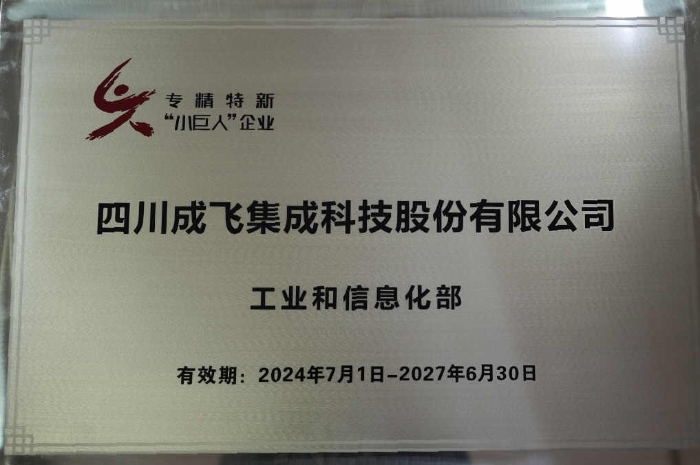 专精特新
“小巨人”企业
四川成飞集成科技股份有限公司
工业和信息化部
有效期：2024年7月1日-2027年6月30日